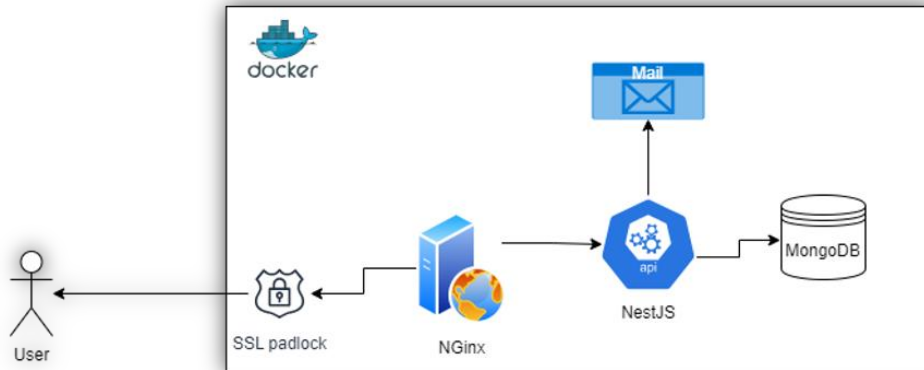 docker
Mail
MongoDB
api
NestJS
SSL padlock
NGinx
User